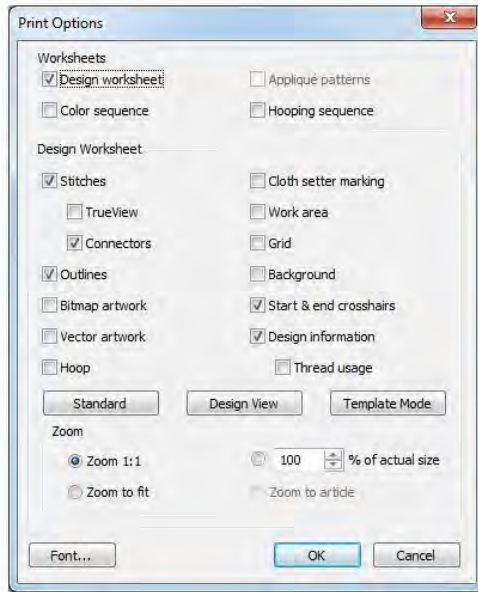 Print Options
Worksheets
Design worksheet
Appliqué patterns
Color sequence
Hooping sequence
Design Worksheet
Stitches
Cloth setter marking
TrueView
Work area
Connectors
Grid
Outlines
Background
Bitmap artwork
Start & end crosshairs
Vector artwork
Design information
Hoop
Thread usage
Standard
Design View
Template Mode
Zoom
Zoom 1:1
100 % of actual size
Zoom to fit
Zoom to article
Font...
OK
Cancel